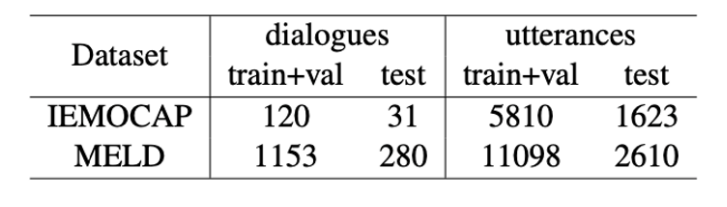 Dataset dialogues utterances
train+val test train+val test
IEMOCAP 120 31 5810 1623
MELD 1153 280 11098 2610